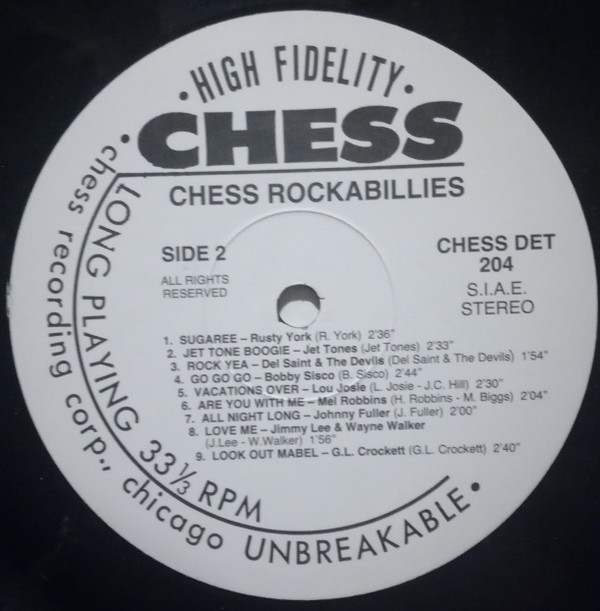 • HIGH FIDELITY •
CHESS
CHESS ROCKABILLIES
SIDE 2
ALL RIGHTS
RESERVED
CHESS DET
204
S.I.A.E.
STEREO
1. SUGAREE – Rusty York (R. York) 2'36"
2. JET TONE BOOGIE – Jet Tones (Jet Tones) 2'33"
3. ROCK YEA – Del Saint & The Devils (Del Saint & The Devils) 1'54"
4. GO GO GO – Bobby Sisco (B. Sisco) 2'44"
5. VACATIONS OVER – Lou Josie (L. Josie - J.C. Hill) 2'30"
6. ARE YOU WITH ME – Mel Robbins (H. Robbins - M. Biggs) 2'04"
7. ALL NIGHT LONG – Johnny Fuller (J. Fuller) 2'00"
8. LOVE ME – Jimmy Lee & Wayne Walker
(J.Lee - W.Walker) 1'56"
9. LOOK OUT MABEL – G.L. Crockett (G.L. Crockett) 2'40"
LONG PLAYING 33 1/3 RPM
• chess recording corp., chicago UNBREAKABLE •